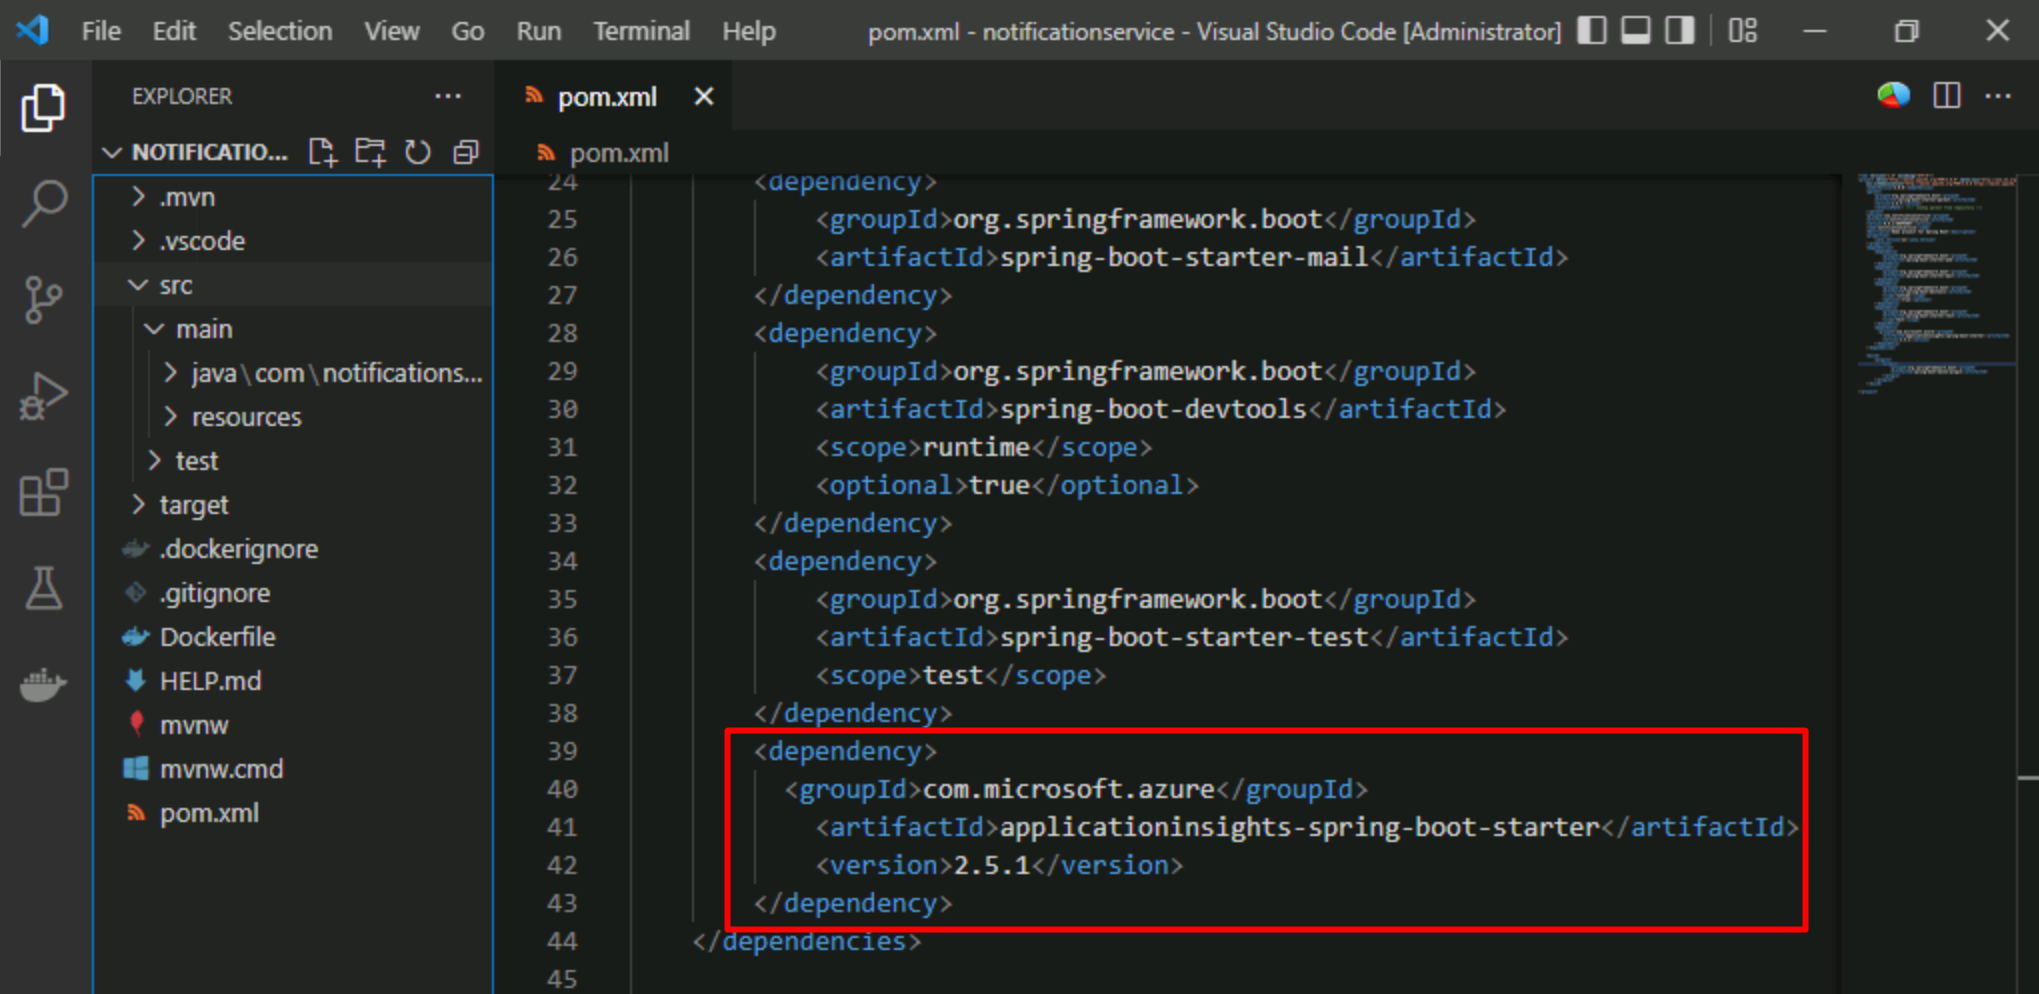 File Edit Selection View Go Run Terminal Help pom.xml - notificationservice - Visual Studio Code [Administrator]
EXPLORER ...
NOTIFICATIO...
.mvn
.vscode
src
main
java\com\notifications...
resources
test
target
.dockerignore
.gitignore
Dockerfile
HELP.md
mvnw
mvnw.cmd
pom.xml
pom.xml
pom.xml
24 <dependency>
25 <groupId>org.springframework.boot</groupId>
26 <artifactId>spring-boot-starter-mail</artifactId>
27 </dependency>
28 <dependency>
29 <groupId>org.springframework.boot</groupId>
30 <artifactId>spring-boot-devtools</artifactId>
31 <scope>runtime</scope>
32 <optional>true</optional>
33 </dependency>
34 <dependency>
35 <groupId>org.springframework.boot</groupId>
36 <artifactId>spring-boot-starter-test</artifactId>
37 <scope>test</scope>
38 </dependency>
39 <dependency>
40 <groupId>com.microsoft.azure</groupId>
41 <artifactId>applicationinsights-spring-boot-starter</artifactId>
42 <version>2.5.1</version>
43 </dependency>
44 </dependencies>
45